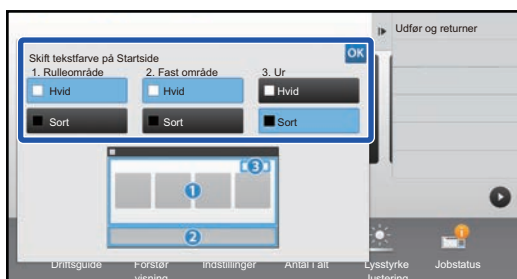 Udfør og returner
OK
Skift tekstfarve på Startside
1. Rulleområde 2. Fast område 3. Ur
Hvid Hvid Hvid
Sort Sort Sort
3
1
2
Driftsguide Forstør visning Indstillinger Antal i alt Lysstyrke Justering Jobstatus